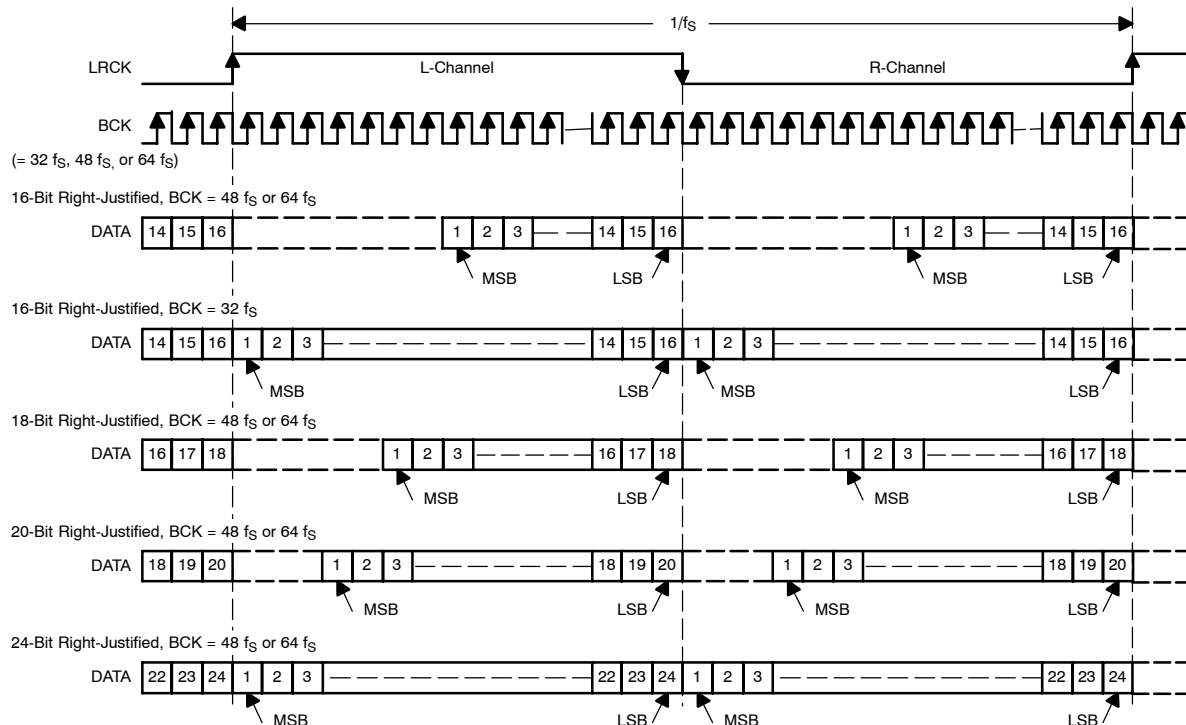 1/fS
LRCK L-Channel R-Channel
BCK
(= 32 fS, 48 fS, or 64 fS)
16-Bit Right-Justified, BCK = 48 fS or 64 fS
DATA 14 15 16 1 2 3 14 15 16 1 2 3 14 15 16
MSB LSB MSB LSB
16-Bit Right-Justified, BCK = 32 fS
DATA 14 15 16 1 2 3 14 15 16 1 2 3 14 15 16
MSB LSB MSB LSB
18-Bit Right-Justified, BCK = 48 fS or 64 fS
DATA 16 17 18 1 2 3 16 17 18 1 2 3 16 17 18
MSB LSB MSB LSB
20-Bit Right-Justified, BCK = 48 fS or 64 fS
DATA 18 19 20 1 2 3 18 19 20 1 2 3 18 19 20
MSB LSB MSB LSB
24-Bit Right-Justified, BCK = 48 fS or 64 fS
DATA 22 23 24 1 2 3 22 23 24 1 2 3 22 23 24
MSB LSB MSB LSB